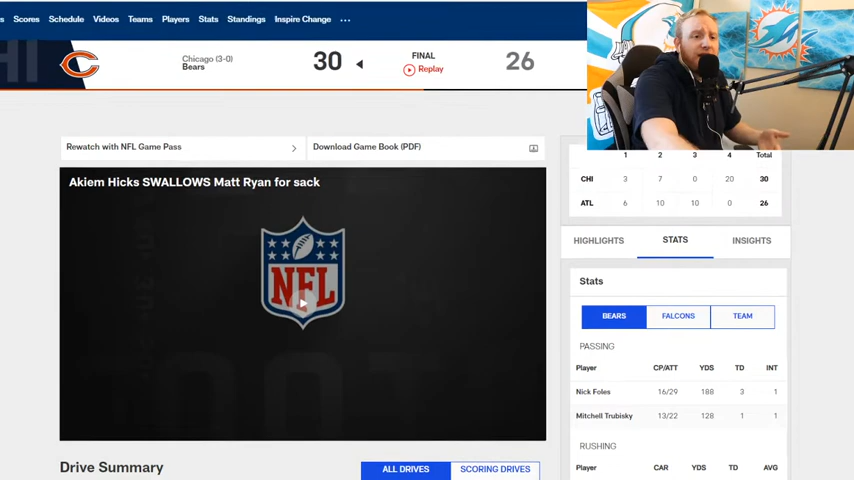 s Scores Schedule Videos Teams Players Stats Standings Inspire Change ...
Chicago (3-0)
Bears
30
FINAL
Replay
26
Rewatch with NFL Game Pass
Download Game Book (PDF)
Akiem Hicks SWALLOWS Matt Ryan for sack
NFL
1 2 3 4 Total
CHI 3 7 0 20 30
ATL 6 10 10 0 26
HIGHLIGHTS STATS INSIGHTS
Stats
BEARS FALCONS TEAM
PASSING
Player CP/ATT YDS TD INT
Nick Foles 16/29 188 3 1
Mitchell Trubisky 13/22 128 1 1
RUSHING
Player CAR YDS TD AVG
Drive Summary
ALL DRIVES SCORING DRIVES